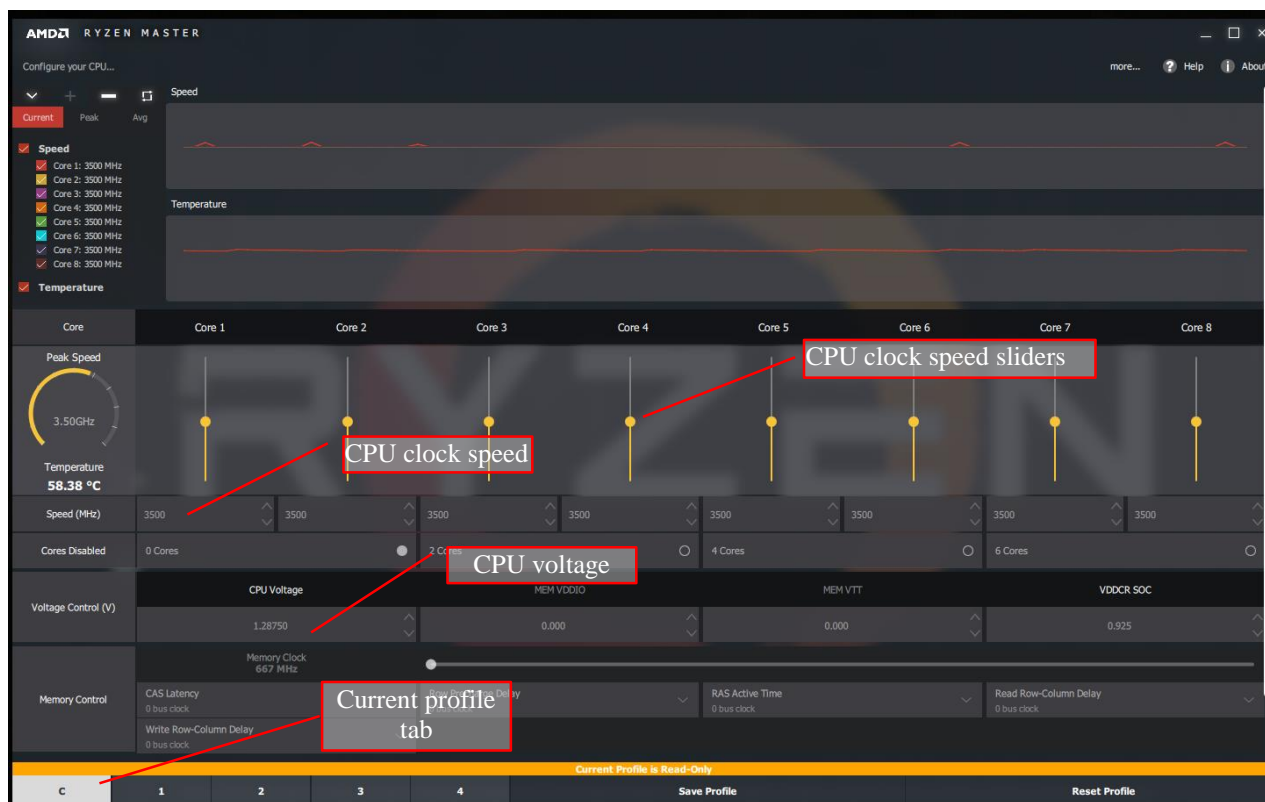 AMD RYZEN MASTER
Configure your CPU...
more... ? Help i About
Current Peak Avg
Speed
Speed
Core 1: 3500 MHz
Core 2: 3500 MHz
Core 3: 3500 MHz
Core 4: 3500 MHz
Core 5: 3500 MHz
Core 6: 3500 MHz
Core 7: 3500 MHz
Core 8: 3500 MHz
Temperature
Temperature
Core Core 1 Core 2 Core 3 Core 4 Core 5 Core 6 Core 7 Core 8
Peak Speed
3.50GHz
Temperature
58.38 °C
RYZEN
CPU clock speed sliders
CPU clock speed
Speed (MHz) 3500 3500 3500 3500 3500 3500 3500 3500
Cores Disabled 0 Cores 2 Cores 4 Cores 6 Cores
CPU voltage
Voltage Control (V)
CPU Voltage MEM VDDIO MEM VTT VDDCR SOC
1.28750 0.000 0.000 0.925
Memory Control
Memory Clock
667 MHz
CAS Latency RAS Active Time Read Row-Column Delay
0 bus clock 0 bus clock 0 bus clock
Write Row-Column Delay
0 bus clock
Current profile
tab
Current Profile is Read-Only
C 1 2 3 4 Save Profile Reset Profile